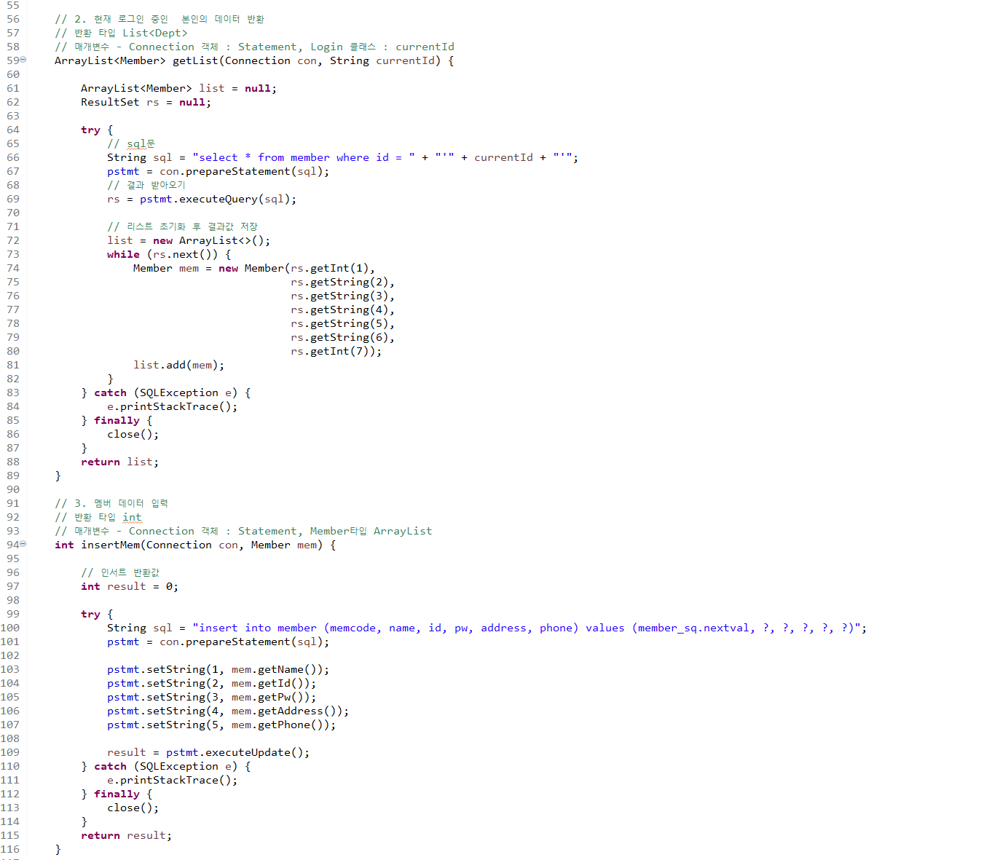 55
56 // 2. 현재 로그인 중인  본인의 데이터 반환
57 // 반환 타입 List<Dept>
58 // 매개변수 - Connection 객체 : Statement, Login 클래스 : currentId
59 ArrayList<Member> getList(Connection con, String currentId) {
60
61 ArrayList<Member> list = null;
62 ResultSet rs = null;
63
64 try {
65 // sql문
66 String sql = "select * from member where id = " + "'" + currentId + "'";
67 pstmt = con.prepareStatement(sql);
68 // 결과 받아오기
69 rs = pstmt.executeQuery(sql);
70
71 // 리스트 초기화 후 결과값 저장
72 list = new ArrayList<>();
73 while (rs.next()) {
74 Member mem = new Member(rs.getInt(1),
75 rs.getString(2),
76 rs.getString(3),
77 rs.getString(4),
78 rs.getString(5),
79 rs.getString(6),
80 rs.getInt(7));
81 list.add(mem);
82 }
83 } catch (SQLException e) {
84 e.printStackTrace();
85 } finally {
86 close();
87 }
88 return list;
89 }
90
91 // 3. 멤버 데이터 입력
92 // 반환 타입 int
93 // 매개변수 - Connection 객체 : Statement, Member타입 ArrayList
94 int insertMem(Connection con, Member mem) {
95
96 // 인서트 반환값
97 int result = 0;
98
99 try {
100 String sql = "insert into member (memcode, name, id, pw, address, phone) values (member_sq.nextval, ?, ?, ?, ?, ?)";
101 pstmt = con.prepareStatement(sql);
102
103 pstmt.setString(1, mem.getName());
104 pstmt.setString(2, mem.getId());
105 pstmt.setString(3, mem.getPw());
106 pstmt.setString(4, mem.getAddress());
107 pstmt.setString(5, mem.getPhone());
108
109 result = pstmt.executeUpdate();
110 } catch (SQLException e) {
111 e.printStackTrace();
112 } finally {
113 close();
114 }
115 return result;
116 }